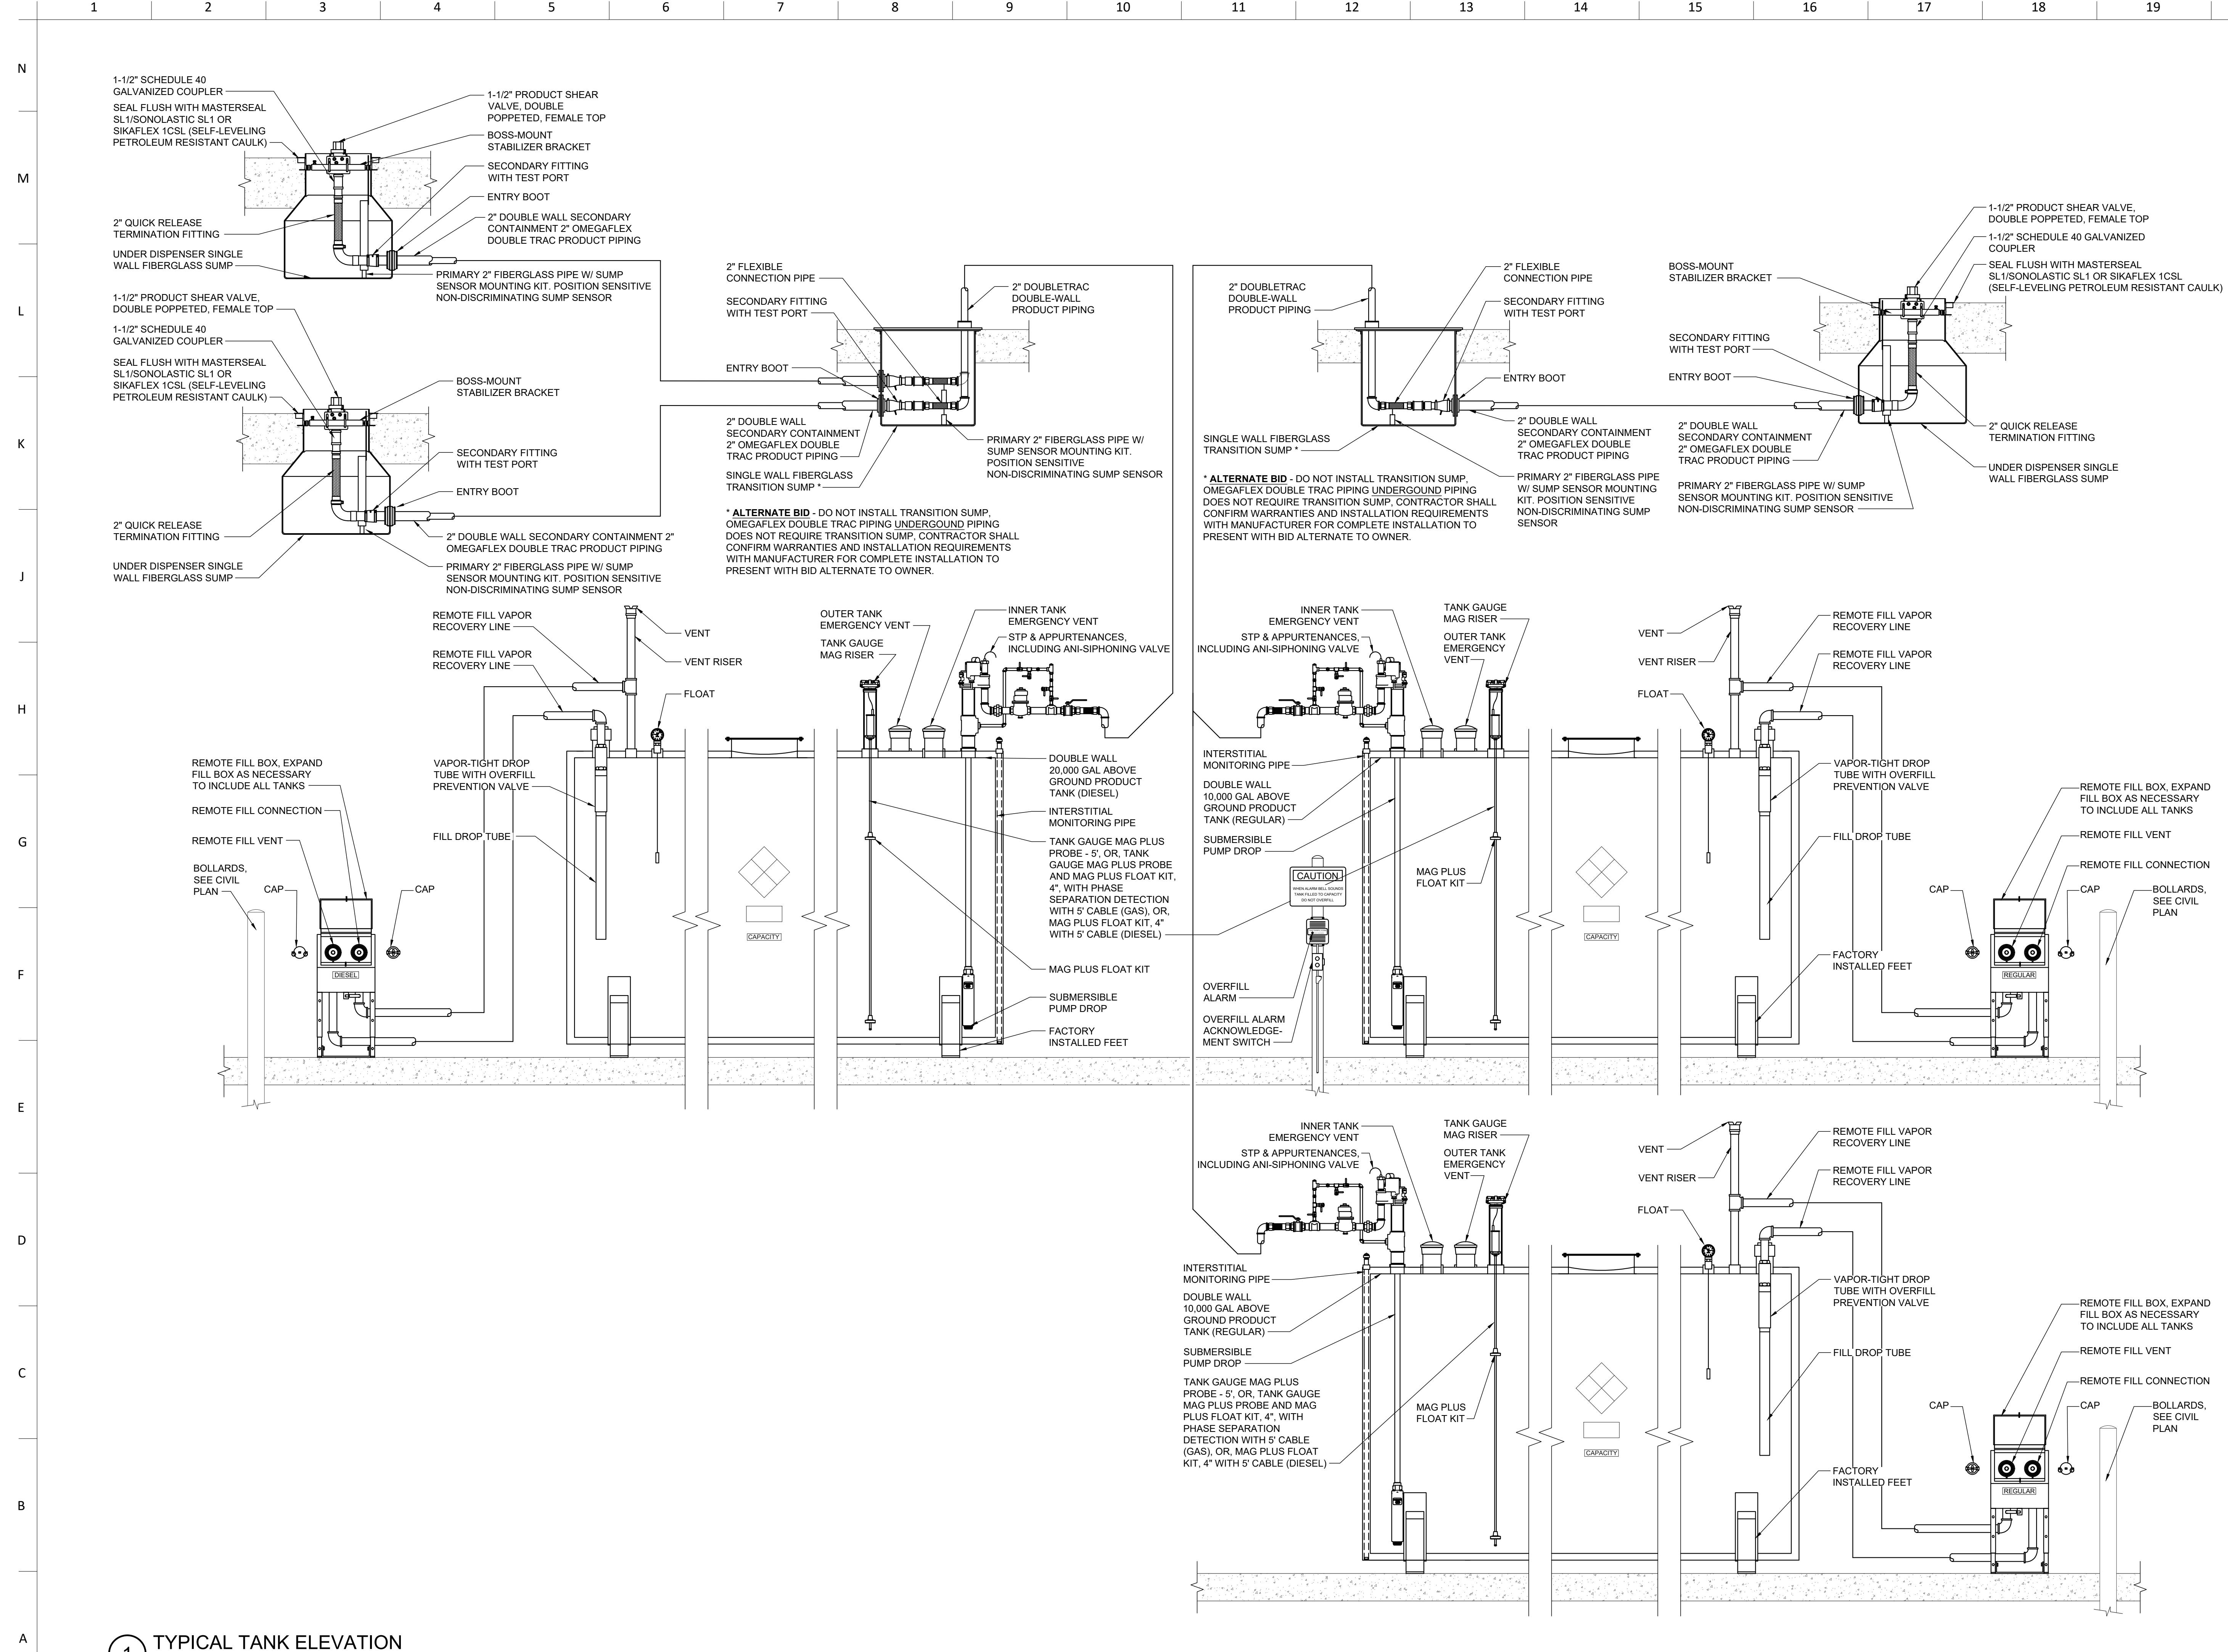 1 2 3 4 5 6 7 8 9 10 11 12 13 14 15 16 17 18 19
N
M
L
K
J
H
G
F
E
D
C
B
A
1-1/2" SCHEDULE 40
GALVANIZED COUPLER
SEAL FLUSH WITH MASTERSEAL
SL1/SONOLASTIC SL1 OR
SIKAFLEX 1CSL (SELF-LEVELING
PETROLEUM RESISTANT CAULK)
2" QUICK RELEASE
TERMINATION FITTING
UNDER DISPENSER SINGLE
WALL FIBERGLASS SUMP
1-1/2" PRODUCT SHEAR
VALVE, DOUBLE
POPPETED, FEMALE TOP
BOSS-MOUNT
STABILIZER BRACKET
SECONDARY FITTING
WITH TEST PORT
ENTRY BOOT
2" DOUBLE WALL SECONDARY
CONTAINMENT 2" OMEGAFLEX
DOUBLE TRAC PRODUCT PIPING
PRIMARY 2" FIBERGLASS PIPE W/ SUMP
SENSOR MOUNTING KIT. POSITION SENSITIVE
NON-DISCRIMINATING SUMP SENSOR
1-1/2" PRODUCT SHEAR VALVE,
DOUBLE POPPETED, FEMALE TOP
1-1/2" SCHEDULE 40
GALVANIZED COUPLER
SEAL FLUSH WITH MASTERSEAL
SL1/SONOLASTIC SL1 OR
SIKAFLEX 1CSL (SELF-LEVELING
PETROLEUM RESISTANT CAULK)
2" QUICK RELEASE
TERMINATION FITTING
UNDER DISPENSER SINGLE
WALL FIBERGLASS SUMP
BOSS-MOUNT
STABILIZER BRACKET
SECONDARY FITTING
WITH TEST PORT
ENTRY BOOT
2" DOUBLE WALL SECONDARY CONTAINMENT 2"
OMEGAFLEX DOUBLE TRAC PRODUCT PIPING
PRIMARY 2" FIBERGLASS PIPE W/ SUMP
SENSOR MOUNTING KIT. POSITION SENSITIVE
NON-DISCRIMINATING SUMP SENSOR
2" FLEXIBLE
CONNECTION PIPE
SECONDARY FITTING
WITH TEST PORT
ENTRY BOOT
2" DOUBLE WALL
SECONDARY CONTAINMENT
2" OMEGAFLEX DOUBLE
TRAC PRODUCT PIPING
SINGLE WALL FIBERGLASS
TRANSITION SUMP *
2" DOUBLETRAC
DOUBLE-WALL
PRODUCT PIPING
PRIMARY 2" FIBERGLASS PIPE W/
SUMP SENSOR MOUNTING KIT.
POSITION SENSITIVE
NON-DISCRIMINATING SUMP SENSOR
* ALTERNATE BID - DO NOT INSTALL TRANSITION SUMP,
OMEGAFLEX DOUBLE TRAC PIPING UNDERGOUND PIPING
DOES NOT REQUIRE TRANSITION SUMP, CONTRACTOR SHALL
CONFIRM WARRANTIES AND INSTALLATION REQUIREMENTS
WITH MANUFACTURER FOR COMPLETE INSTALLATION TO
PRESENT WITH BID ALTERNATE TO OWNER.
2" DOUBLETRAC
DOUBLE-WALL
PRODUCT PIPING
2" FLEXIBLE
CONNECTION PIPE
SECONDARY FITTING
WITH TEST PORT
ENTRY BOOT
2" DOUBLE WALL
SECONDARY CONTAINMENT
2" OMEGAFLEX DOUBLE
TRAC PRODUCT PIPING
SINGLE WALL FIBERGLASS
TRANSITION SUMP *
PRIMARY 2" FIBERGLASS PIPE
W/ SUMP SENSOR MOUNTING
KIT. POSITION SENSITIVE
NON-DISCRIMINATING SUMP
SENSOR
* ALTERNATE BID - DO NOT INSTALL TRANSITION SUMP,
OMEGAFLEX DOUBLE TRAC PIPING UNDERGOUND PIPING
DOES NOT REQUIRE TRANSITION SUMP, CONTRACTOR SHALL
CONFIRM WARRANTIES AND INSTALLATION REQUIREMENTS
WITH MANUFACTURER FOR COMPLETE INSTALLATION TO
PRESENT WITH BID ALTERNATE TO OWNER.
BOSS-MOUNT
STABILIZER BRACKET
SECONDARY FITTING
WITH TEST PORT
ENTRY BOOT
2" DOUBLE WALL
SECONDARY CONTAINMENT
2" OMEGAFLEX DOUBLE
TRAC PRODUCT PIPING
PRIMARY 2" FIBERGLASS PIPE W/ SUMP
SENSOR MOUNTING KIT. POSITION SENSITIVE
NON-DISCRIMINATING SUMP SENSOR
1-1/2" PRODUCT SHEAR VALVE,
DOUBLE POPPETED, FEMALE TOP
1-1/2" SCHEDULE 40 GALVANIZED
COUPLER
SEAL FLUSH WITH MASTERSEAL
SL1/SONOLASTIC SL1 OR SIKAFLEX 1CSL
(SELF-LEVELING PETROLEUM RESISTANT CAULK)
2" QUICK RELEASE
TERMINATION FITTING
UNDER DISPENSER SINGLE
WALL FIBERGLASS SUMP
REMOTE FILL VAPOR
RECOVERY LINE
REMOTE FILL VAPOR
RECOVERY LINE
VENT
VENT RISER
FLOAT
OUTER TANK
EMERGENCY VENT
TANK GAUGE
MAG RISER
INNER TANK
EMERGENCY VENT
STP & APPURTENANCES,
INCLUDING ANI-SIPHONING VALVE
REMOTE FILL BOX, EXPAND
FILL BOX AS NECESSARY
TO INCLUDE ALL TANKS
REMOTE FILL CONNECTION
REMOTE FILL VENT
BOLLARDS,
SEE CIVIL
PLAN
CAP
CAP
DIESEL
VAPOR-TIGHT DROP
TUBE WITH OVERFILL
PREVENTION VALVE
FILL DROP TUBE
CAPACITY
DOUBLE WALL
20,000 GAL ABOVE
GROUND PRODUCT
TANK (DIESEL)
INTERSTITIAL
MONITORING PIPE
TANK GAUGE MAG PLUS
PROBE - 5', OR, TANK
GAUGE MAG PLUS PROBE
AND MAG PLUS FLOAT KIT,
4", WITH PHASE
SEPARATION DETECTION
WITH 5' CABLE (GAS), OR,
MAG PLUS FLOAT KIT, 4"
WITH 5' CABLE (DIESEL)
MAG PLUS FLOAT KIT
SUBMERSIBLE
PUMP DROP
FACTORY
INSTALLED FEET
INNER TANK
EMERGENCY VENT
STP & APPURTENANCES,
INCLUDING ANI-SIPHONING VALVE
TANK GAUGE
MAG RISER
OUTER TANK
EMERGENCY
VENT
VENT
VENT RISER
FLOAT
REMOTE FILL VAPOR
RECOVERY LINE
REMOTE FILL VAPOR
RECOVERY LINE
INTERSTITIAL
MONITORING PIPE
DOUBLE WALL
10,000 GAL ABOVE
GROUND PRODUCT
TANK (REGULAR)
SUBMERSIBLE
PUMP DROP
CAUTION
WHEN ALARM BELL SOUNDS
TANK FILLED TO CAPACITY
DO NOT OVERFILL
OVERFILL
ALARM
OVERFILL ALARM
ACKNOWLEDGE-
MENT SWITCH
MAG PLUS
FLOAT KIT
CAPACITY
VAPOR-TIGHT DROP
TUBE WITH OVERFILL
PREVENTION VALVE
FILL DROP TUBE
FACTORY
INSTALLED FEET
REMOTE FILL BOX, EXPAND
FILL BOX AS NECESSARY
TO INCLUDE ALL TANKS
REMOTE FILL VENT
REMOTE FILL CONNECTION
CAP
CAP
BOLLARDS,
SEE CIVIL
PLAN
REGULAR
INNER TANK
EMERGENCY VENT
STP & APPURTENANCES,
INCLUDING ANI-SIPHONING VALVE
TANK GAUGE
MAG RISER
OUTER TANK
EMERGENCY
VENT
VENT
VENT RISER
FLOAT
REMOTE FILL VAPOR
RECOVERY LINE
REMOTE FILL VAPOR
RECOVERY LINE
INTERSTITIAL
MONITORING PIPE
DOUBLE WALL
10,000 GAL ABOVE
GROUND PRODUCT
TANK (REGULAR)
SUBMERSIBLE
PUMP DROP
TANK GAUGE MAG PLUS
PROBE - 5', OR, TANK GAUGE
MAG PLUS PROBE AND MAG
PLUS FLOAT KIT, 4", WITH
PHASE SEPARATION
DETECTION WITH 5' CABLE
(GAS), OR, MAG PLUS FLOAT
KIT, 4" WITH 5' CABLE (DIESEL)
MAG PLUS
FLOAT KIT
CAPACITY
VAPOR-TIGHT DROP
TUBE WITH OVERFILL
PREVENTION VALVE
FILL DROP TUBE
FACTORY
INSTALLED FEET
REMOTE FILL BOX, EXPAND
FILL BOX AS NECESSARY
TO INCLUDE ALL TANKS
REMOTE FILL VENT
REMOTE FILL CONNECTION
CAP
CAP
BOLLARDS,
SEE CIVIL
PLAN
REGULAR
1 TYPICAL TANK ELEVATION